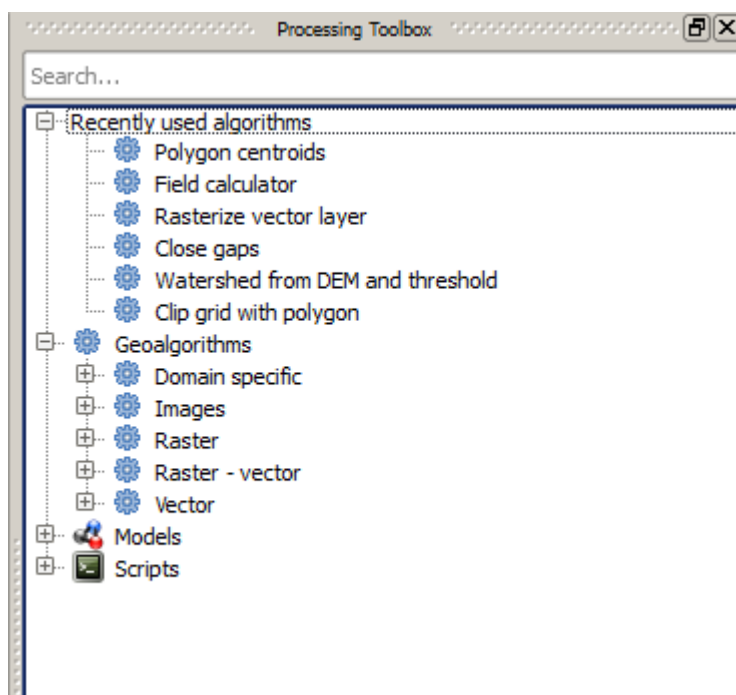 Processing Toolbox
Search...
Recently used algorithms
Polygon centroids
Field calculator
Rasterize vector layer
Close gaps
Watershed from DEM and threshold
Clip grid with polygon
Geoalgorithms
Domain specific
Images
Raster
Raster - vector
Vector
Models
Scripts